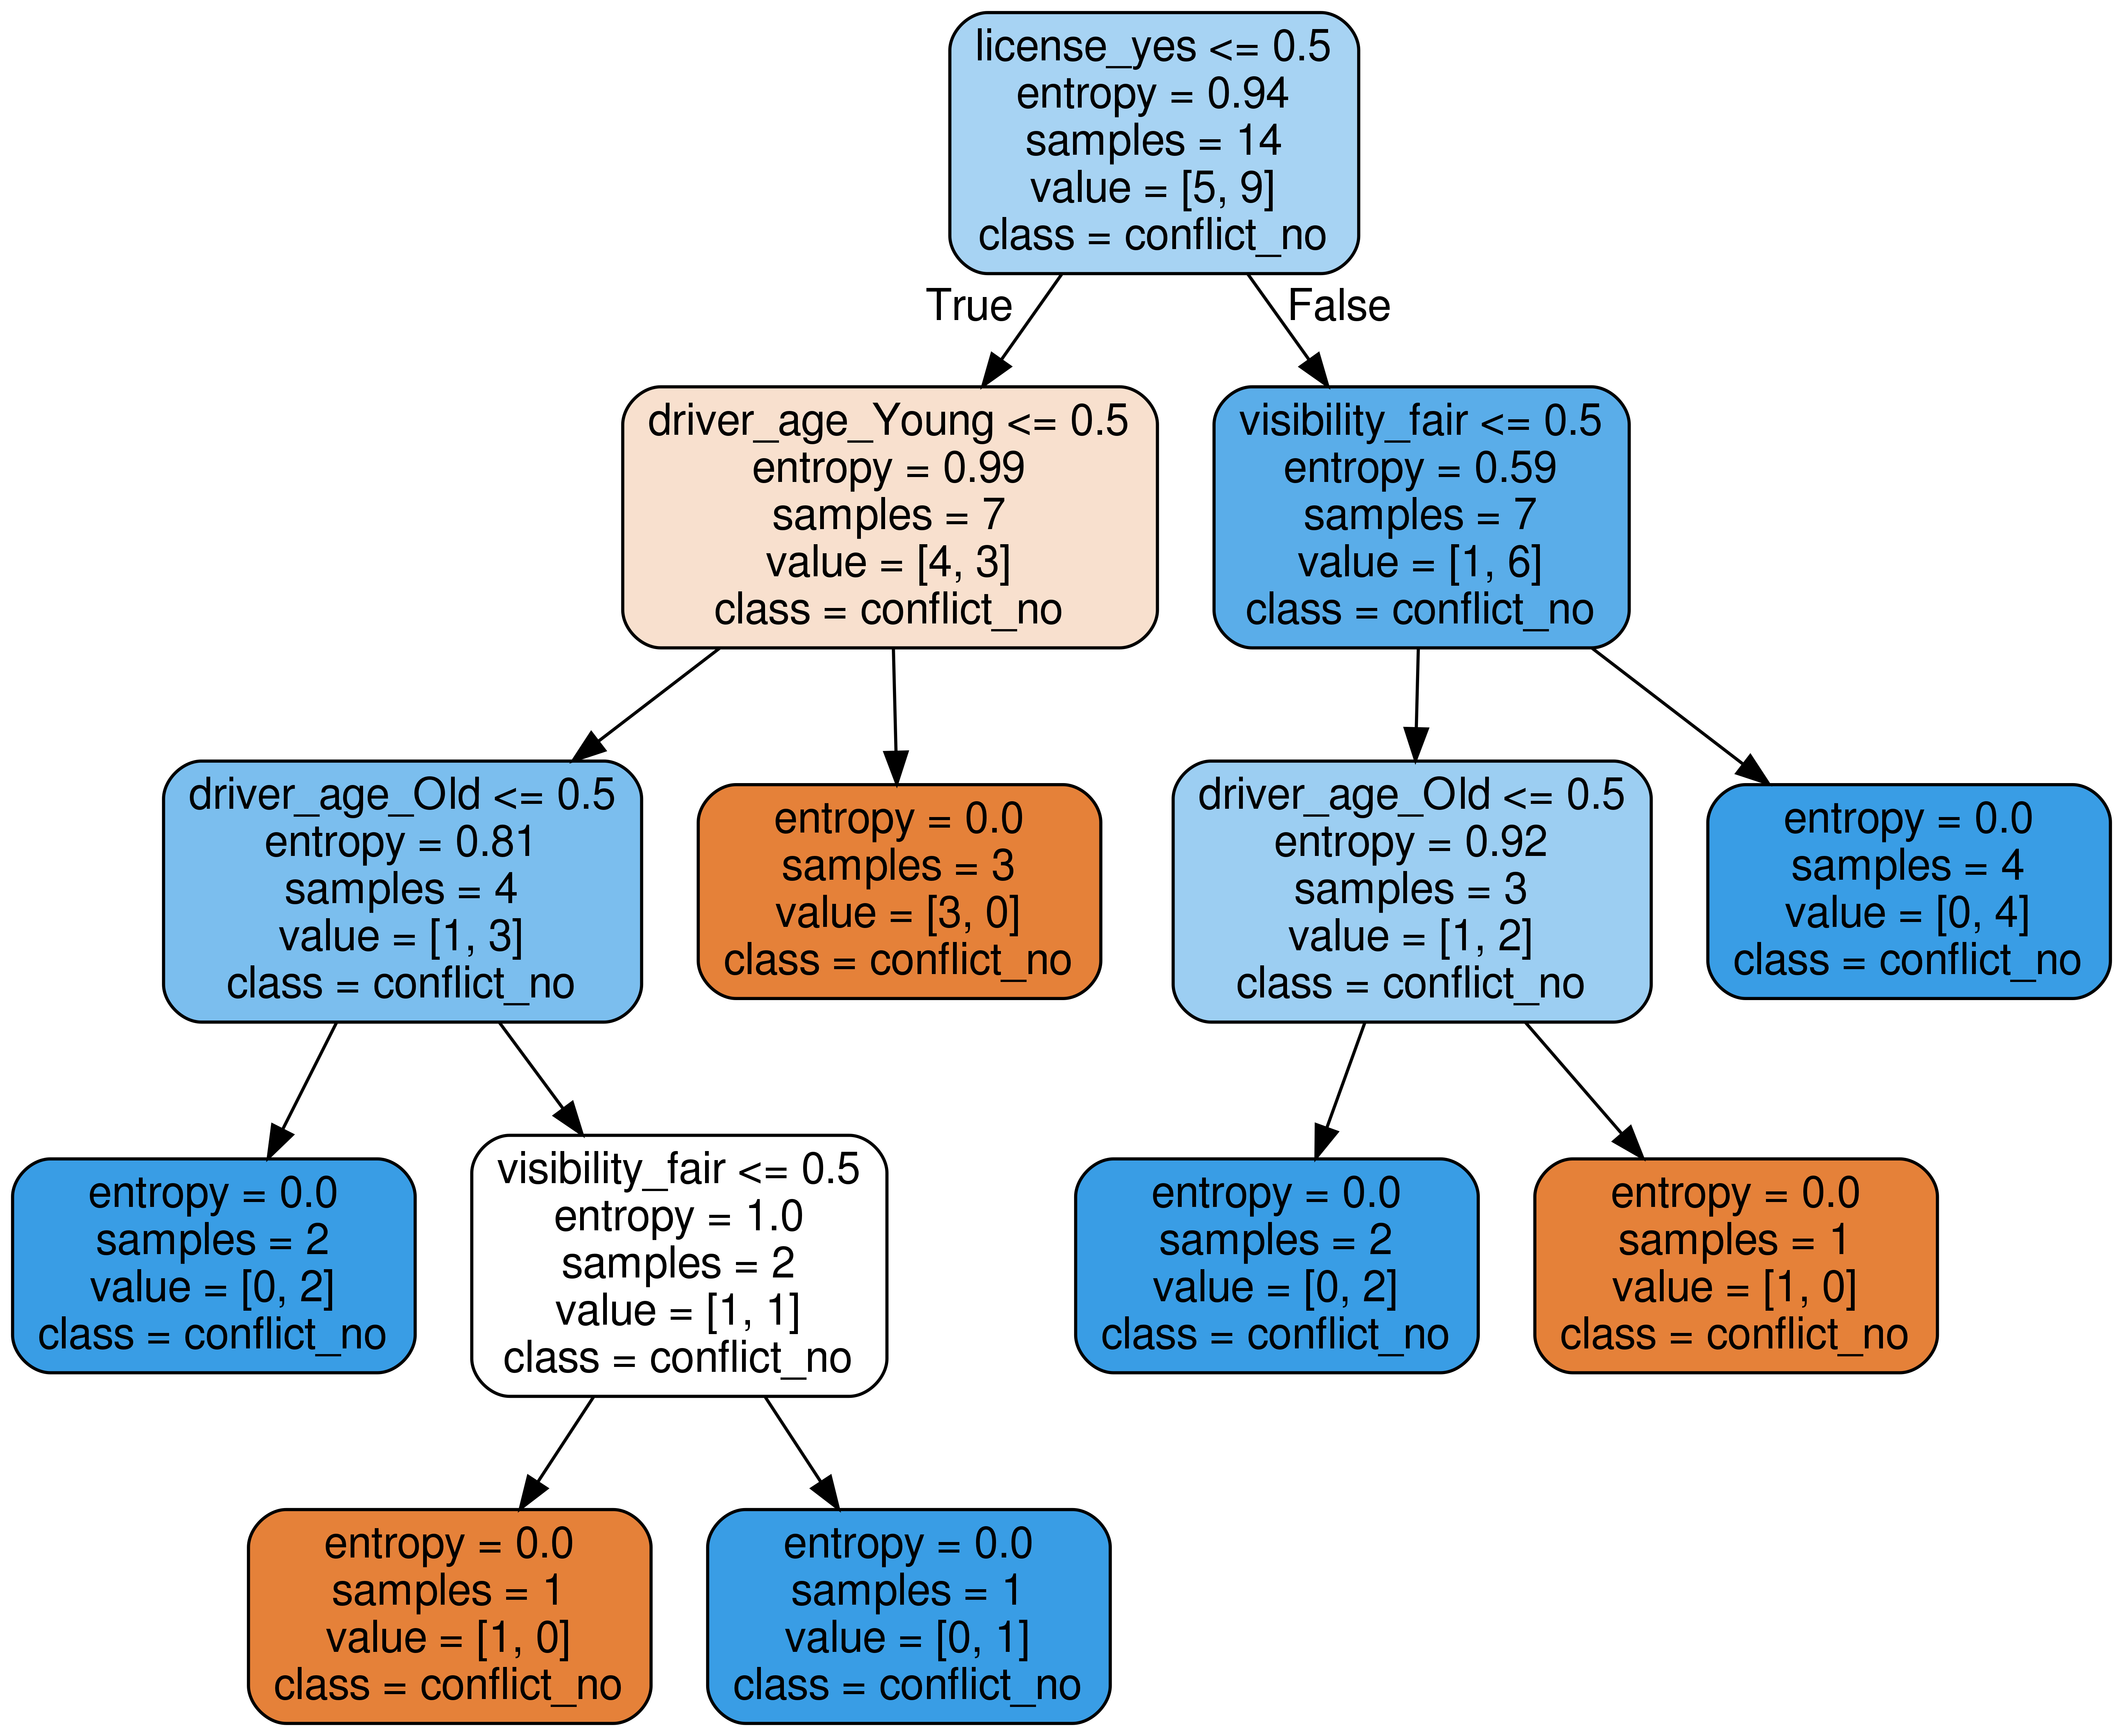 license_yes <= 0.5
entropy = 0.94
samples = 14
value = [5, 9]
class = conflict_no
True
False
driver_age_Young <= 0.5
entropy = 0.99
samples = 7
value = [4, 3]
class = conflict_no
visibility_fair <= 0.5
entropy = 0.59
samples = 7
value = [1, 6]
class = conflict_no
driver_age_Old <= 0.5
entropy = 0.81
samples = 4
value = [1, 3]
class = conflict_no
entropy = 0.0
samples = 3
value = [3, 0]
class = conflict_no
driver_age_Old <= 0.5
entropy = 0.92
samples = 3
value = [1, 2]
class = conflict_no
entropy = 0.0
samples = 4
value = [0, 4]
class = conflict_no
entropy = 0.0
samples = 2
value = [0, 2]
class = conflict_no
visibility_fair <= 0.5
entropy = 1.0
samples = 2
value = [1, 1]
class = conflict_no
entropy = 0.0
samples = 2
value = [0, 2]
class = conflict_no
entropy = 0.0
samples = 1
value = [1, 0]
class = conflict_no
entropy = 0.0
samples = 1
value = [1, 0]
class = conflict_no
entropy = 0.0
samples = 1
value = [0, 1]
class = conflict_no